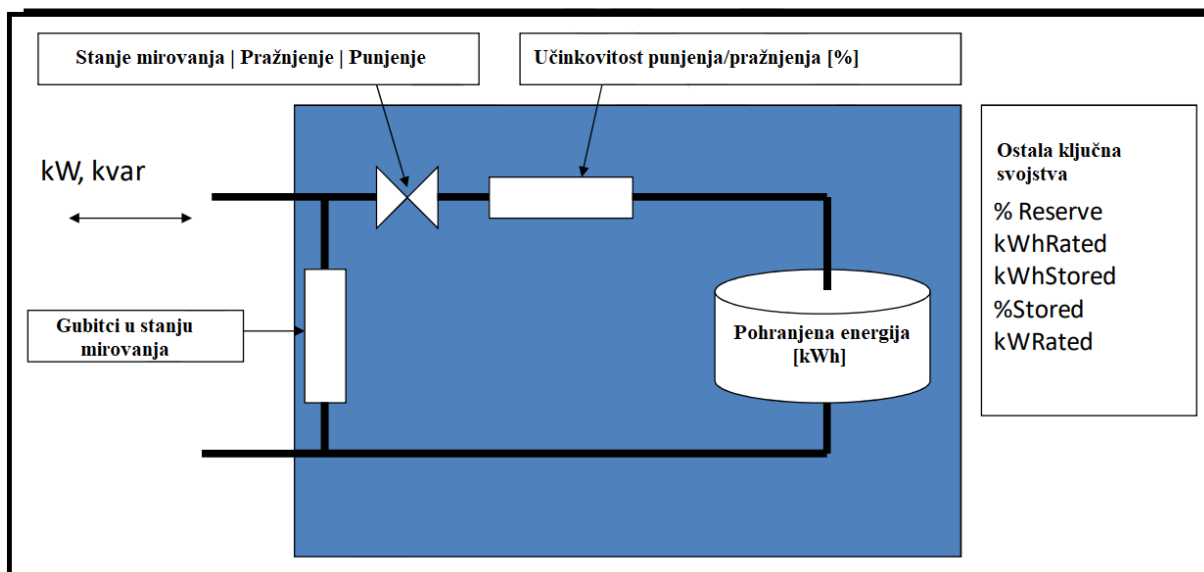 Stanje mirovanja | Pražnjenje | Punjenje
Učinkovitost punjenja/pražnjenja [%]
kW, kvar
Gubitci u stanju
mirovanja
Pohranjena energija
[kWh]
Ostala ključna
svojstva
% Reserve
kWhRated
kWhStored
%Stored
kWRated